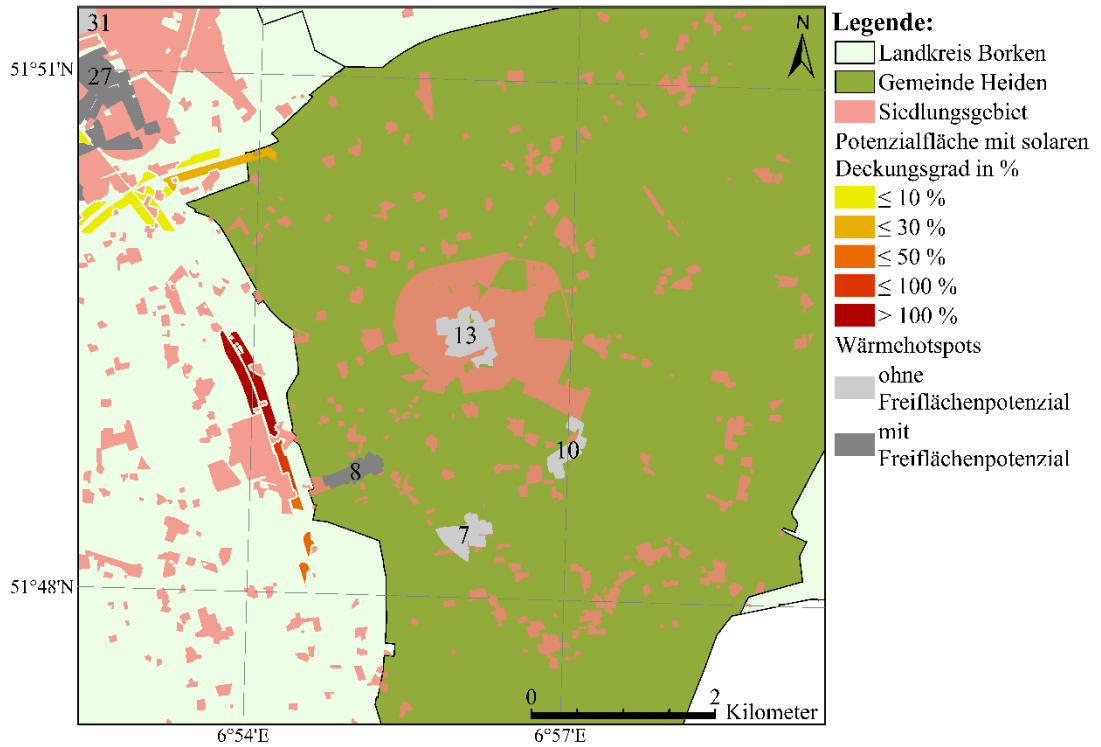 31
27
51°51'N
13
10
8
7
51°48'N
6°54'E
6°57'E
N
0
2
Kilometer
Legende:
Landkreis Borken
Gemeinde Heiden
Siedlungsgebiet
Potenzialfläche mit solaren
Deckungsgrad in %
≤ 10 %
≤ 30 %
≤ 50 %
≤ 100 %
> 100 %
Wärmehotspots
ohne
Freiflächenpotenzial
mit
Freiflächenpotenzial